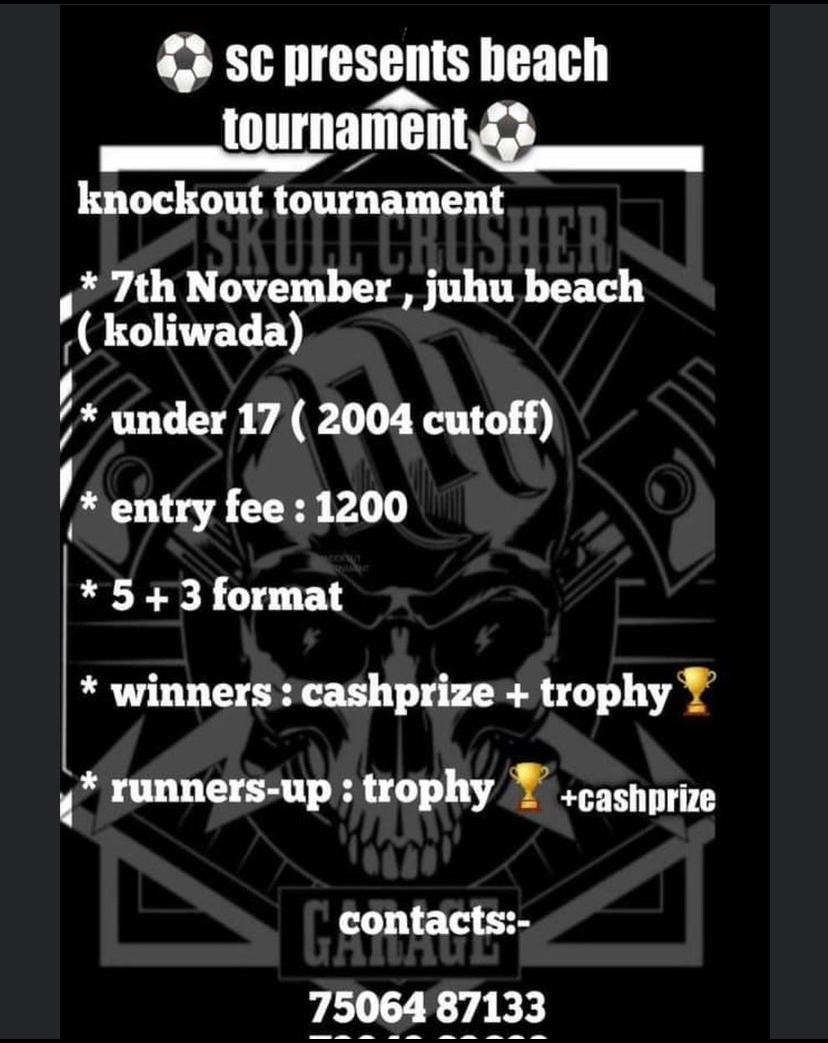 ⚽ sc presents beach
tournament ⚽
knockout tournament
SKULL CRUSHER
* 7th November , juhu beach
( koliwada)
* under 17 ( 2004 cutoff)
* entry fee : 1200
* 5 + 3 format
* winners : cashprize + trophy 🏆
* runners-up : trophy 🏆 +cashprize
contacts:-
GARAGE
75064 87133